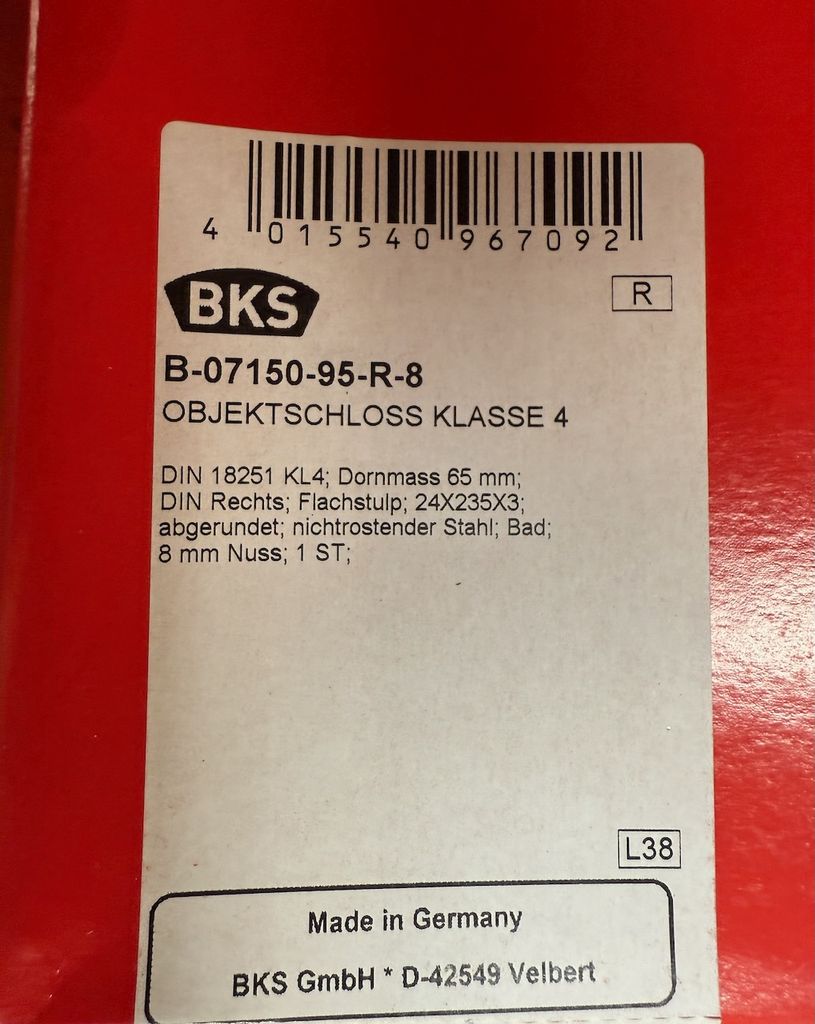 4 015540 967092
BKS
R
B-07150-95-R-8
OBJEKTSCHLOSS KLASSE 4
DIN 18251 KL4; Dornmass 65 mm;
DIN Rechts; Flachstulp; 24X235X3;
abgerundet; nichtrostender Stahl; Bad;
8 mm Nuss; 1 ST;
L38
Made in Germany
BKS GmbH * D-42549 Velbert